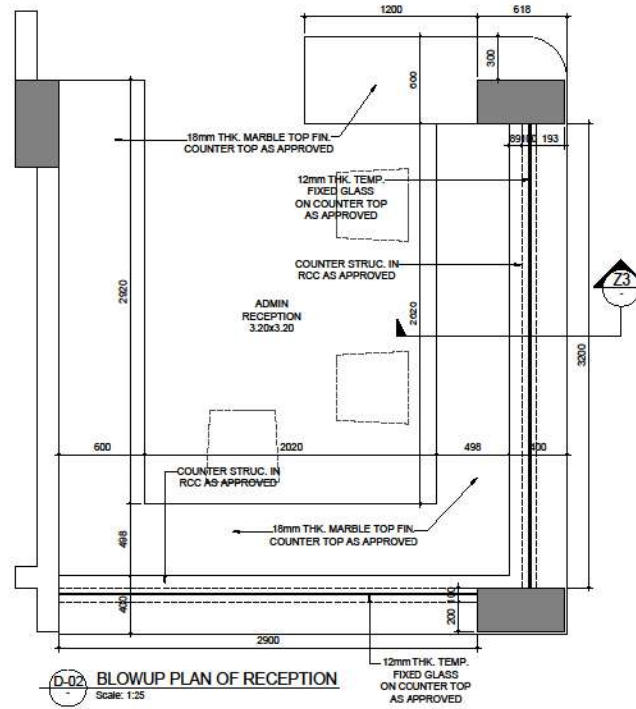 1200
618
300
600
18mm THK. MARBLE TOP FIN.
COUNTER TOP AS APPROVED
193
12mm THK. TEMP.
FIXED GLASS
ON COUNTER TOP
AS APPROVED
COUNTER STRUC. IN
RCC AS APPROVED
Z3
-
2920
ADMIN
RECEPTION
3.20x3.20
2620
3200
600
2020
498
400
COUNTER STRUC. IN
RCC AS APPROVED
498
18mm THK. MARBLE TOP FIN.
COUNTER TOP AS APPROVED
400
100
200
2900
12mm THK. TEMP.
FIXED GLASS
ON COUNTER TOP
AS APPROVED
D-02
-
BLOWUP PLAN OF RECEPTION
Scale: 1:25